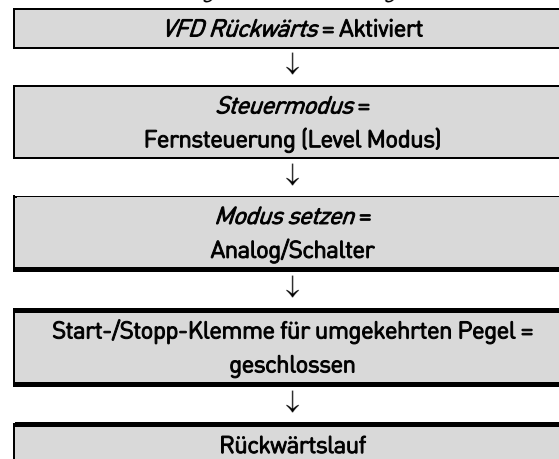 VFD Rückwärts = Aktiviert
↓
Steuermodus =
Fernsteuerung (Level Modus)
↓
Modus setzen =
Analog/Schalter
↓
Start-/Stopp-Klemme für umgekehrten Pegel =
geschlossen
↓
Rückwärtslauf